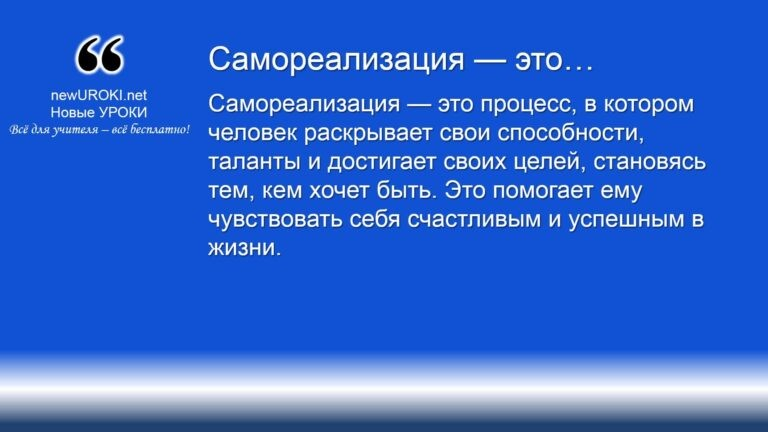 newUROKI.net
Новые УРОКИ
Всё для учителя – всё бесплатно!
Самореализация — это…
Самореализация — это процесс, в котором
человек раскрывает свои способности,
таланты и достигает своих целей, становясь
тем, кем хочет быть. Это помогает ему
чувствовать себя счастливым и успешным в
жизни.